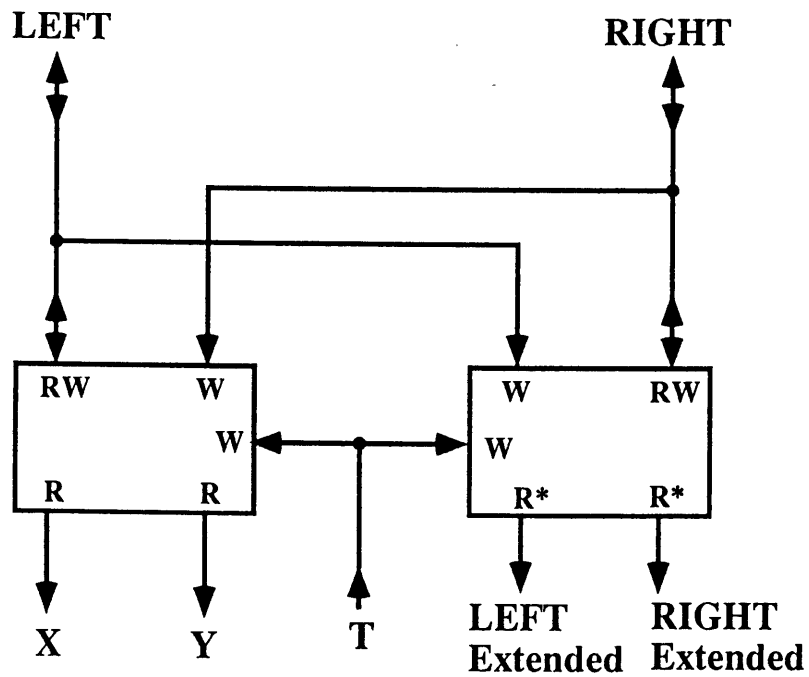 LEFT
RIGHT
RW
W
W
RW
W
W
R
R
R*
R*
X
Y
T
LEFT
Extended
RIGHT
Extended